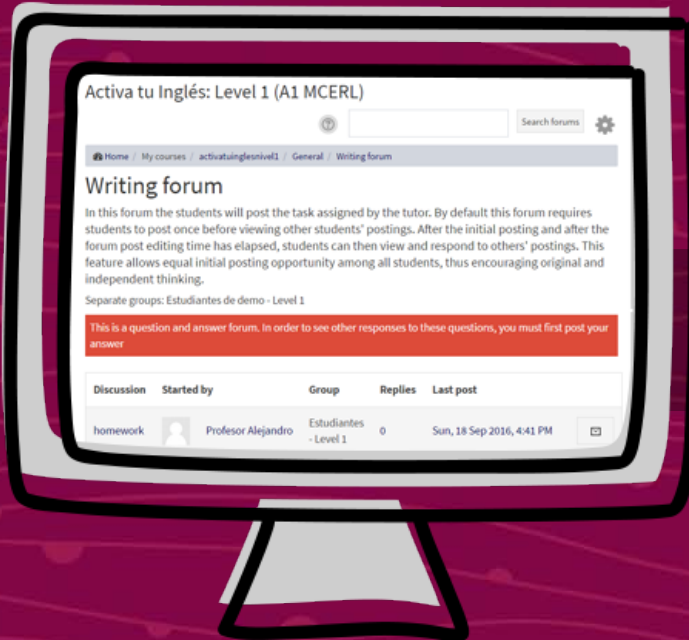 Activa tu Inglés: Level 1 (A1 MCERL)
Search forums
Home / My courses / activatuinglesnivel1 / General / Writing forum
Writing forum
In this forum the students will post the task assigned by the tutor. By default this forum requires
students to post once before viewing other students' postings. After the initial posting and after the
forum post editing time has elapsed, students can then view and respond to others' postings. This
feature allows equal initial posting opportunity among all students, thus encouraging original and
independent thinking.
Separate groups: Estudiantes de demo - Level 1
This is a question and answer forum. In order to see other responses to these questions, you must first post your
answer
Discussion Started by Group Replies Last post
homework Profesor Alejandro Estudiantes - Level 1 0 Sun, 18 Sep 2016, 4:41 PM